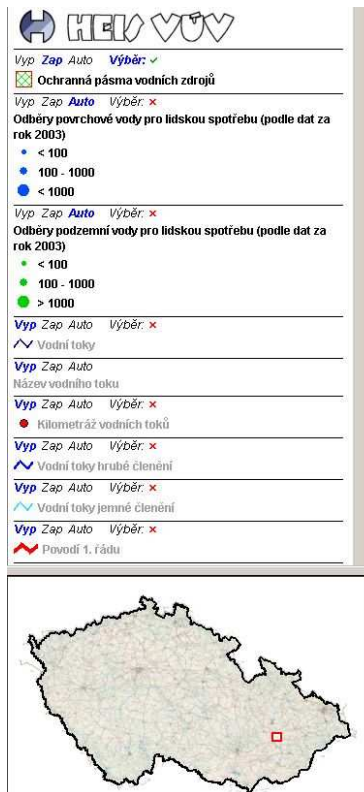 HEIS VÚV
Vyp Zap Auto Výběr: ✓
Ochranná pásma vodních zdrojů
Vyp Zap Auto Výběr: ×
Odběry povrchové vody pro lidskou spotřebu (podle dat za
rok 2003)
< 100
100 - 1000
< 1000
Vyp Zap Auto Výběr: ×
Odběry podzemní vody pro lidskou spotřebu (podle dat za
rok 2003)
< 100
100 - 1000
> 1000
Vyp Zap Auto Výběr: ×
Vodní toky
Vyp Zap Auto
Název vodního toku
Vyp Zap Auto Výběr: ×
Kilometráž vodních toků
Vyp Zap Auto Výběr: ×
Vodní toky hrubé členění
Vyp Zap Auto Výběr: ×
Vodní toky jemné členění
Vyp Zap Auto Výběr: ×
Povodí 1. řádu